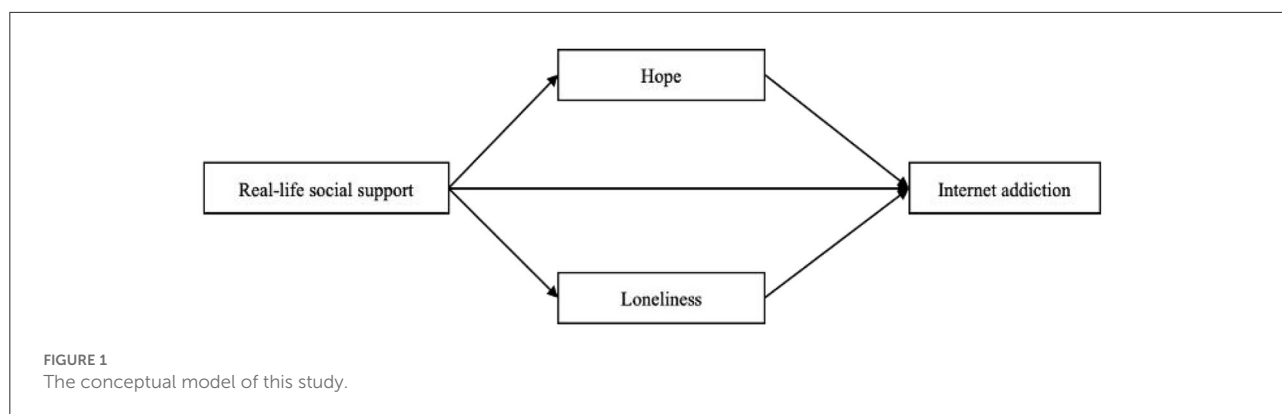 Hope
Real-life social support
Internet addiction
Loneliness
FIGURE 1
The conceptual model of this study.